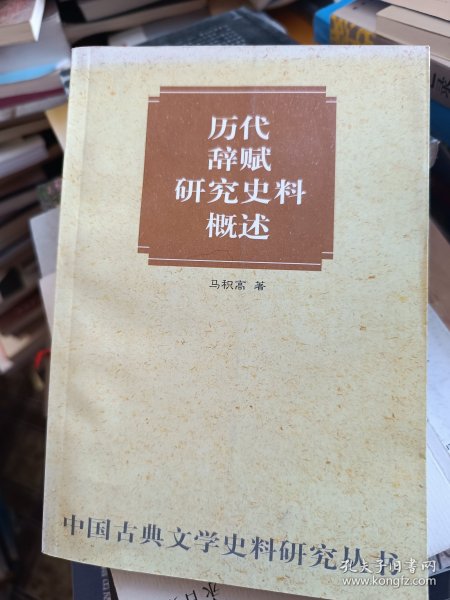 历代
辞赋
研究史料
概述
马积高 著
中国古典文学史料研究丛书
孔夫子旧书网
www.kongfz.com